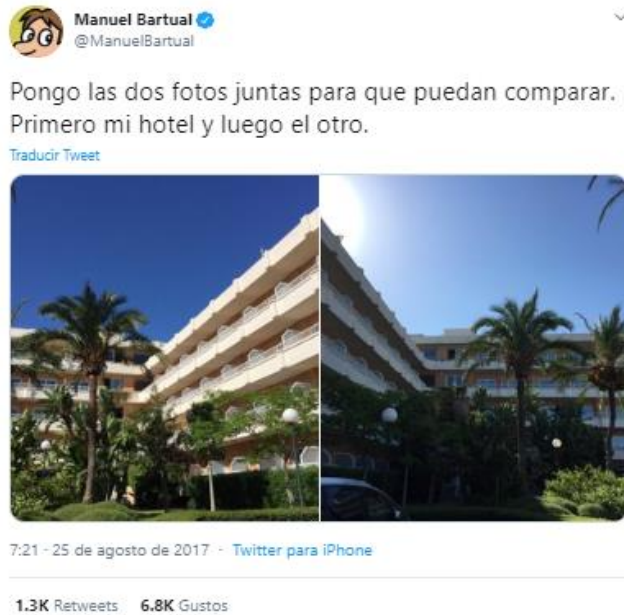 Manuel Bartual
@ManuelBartual
Pongo las dos fotos juntas para que puedan comparar.
Primero mi hotel y luego el otro.
Traducir Tweet
7:21 - 25 de agosto de 2017 · Twitter para iPhone
1.3K Retweets 6.8K Gustos